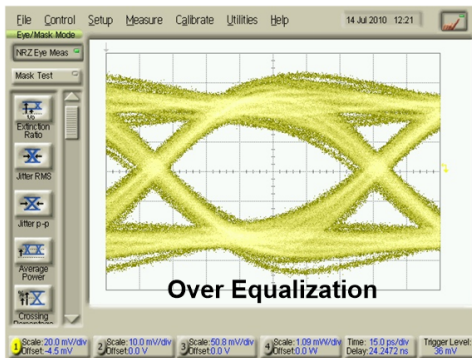 File Control Setup Measure Calibrate Utilities Help 14 Jul 2010 12:21
Eye/Mask Mode
NRZ Eye Meas
Mask Test
Extinction
Ratio
Jitter RMS
Jitter p-p
Average
Power
Crossing
Over Equalization
1 Scale: 20.0 mV/div 2 Scale: 10.0 mV/div 3 Scale: 50.8 mV/div 4 Scale: 1.09 mW/div Time: 15.0 ps/div Trigger Level:
Offset: -4.5 mV Offset: 0.0 V Offset: 0.0 V Offset: 0.0 W Delay: 24.2472 ns 36 mV